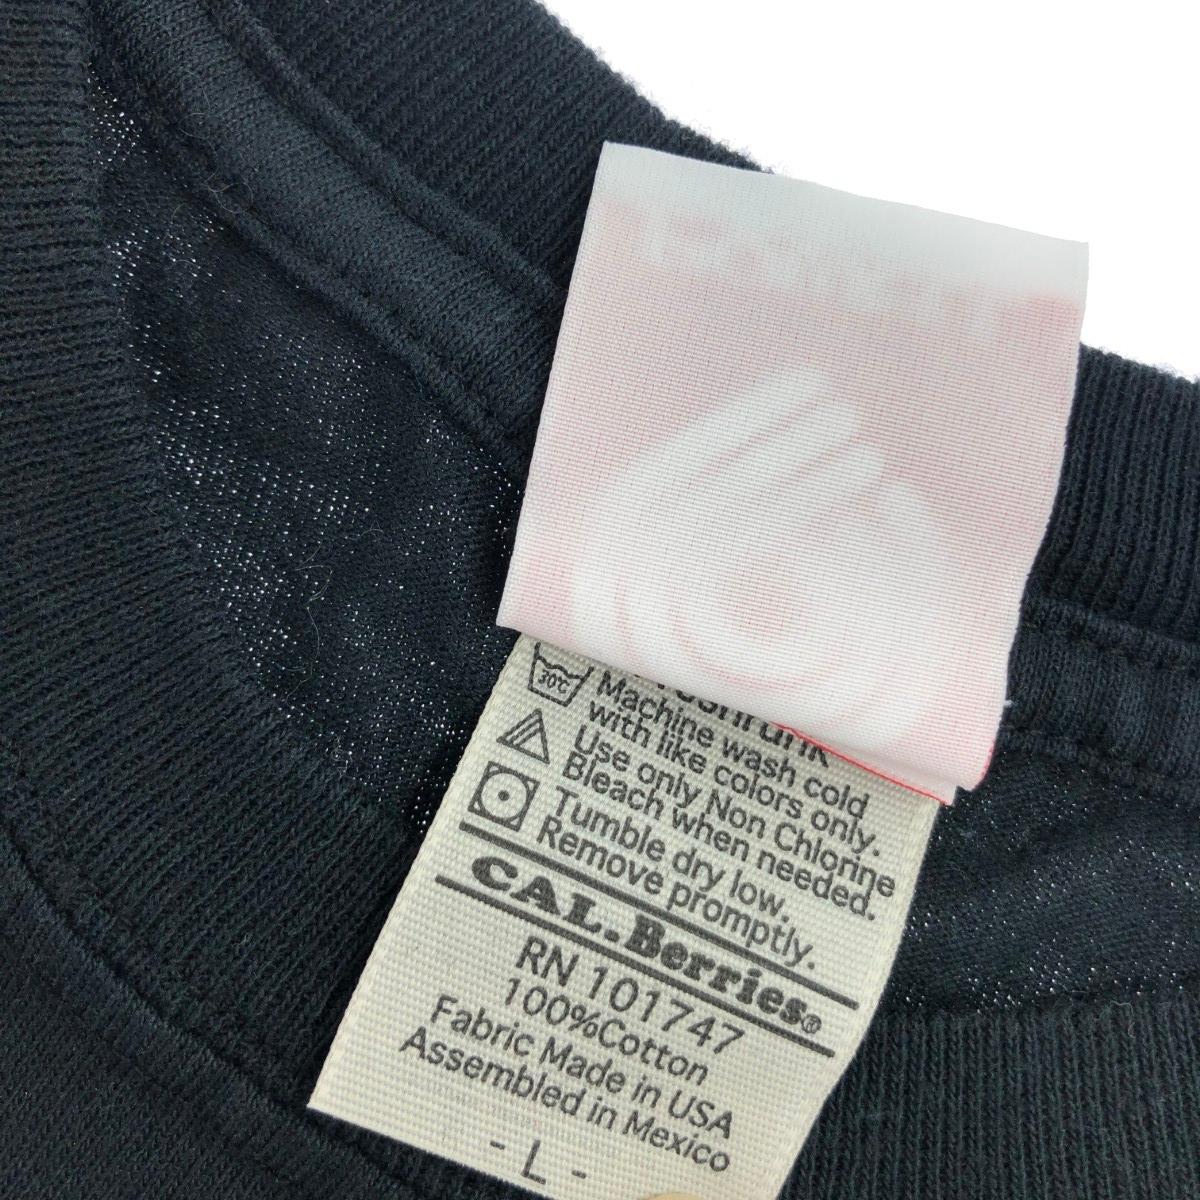 30℃
Machine wash cold
with like colors only.
Use only Non Chlorine
Bleach when needed.
Tumble dry low.
Remove promptly.
CAL.Berries®
RN 101747
100%Cotton
Fabric Made in USA
Assembled in Mexico
- L -